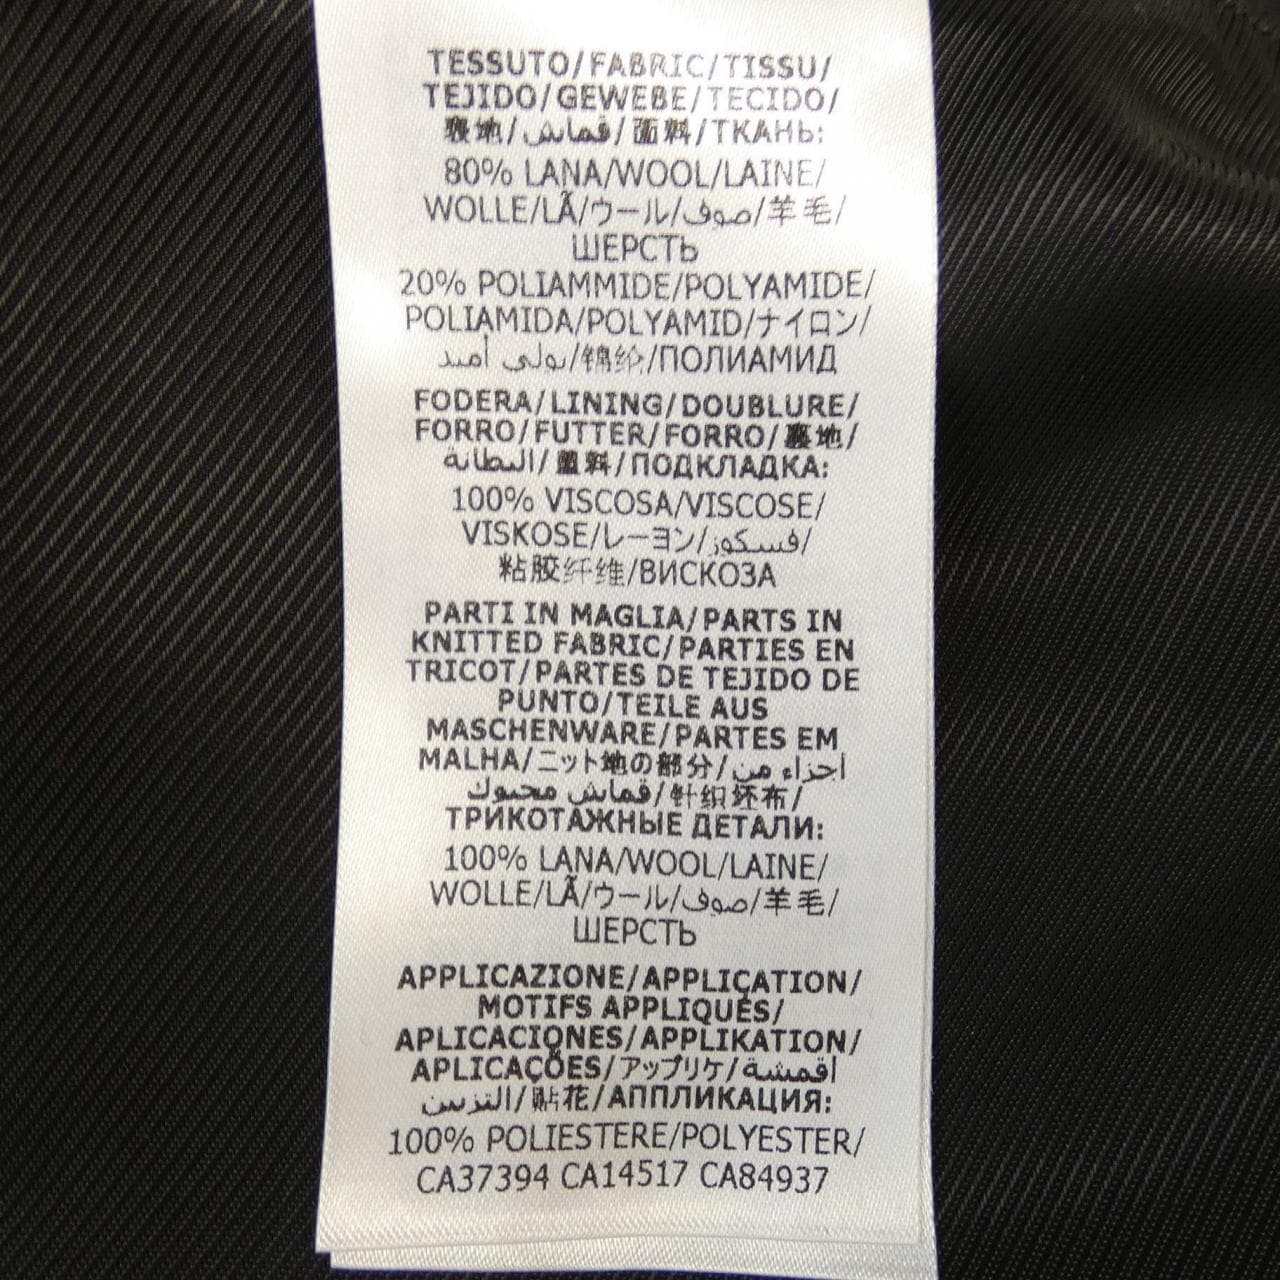 TESSUTO/FABRIC/TISSU/
TEJIDO/GEWEBE/TECIDO/
裏地/قماش/面料/ТКАНЬ:
80% LANA/WOOL/LAINE/
WOLLE/LÃ/ウール/صوف/羊毛/
ШЕРСТЬ
20% POLIAMMIDE/POLYAMIDE/
POLIAMIDA/POLYAMID/ナイロン/
بولي أميد/锦纶/ПОЛИАМИД
FODERA/LINING/DOUBLURE/
FORRO/FUTTER/FORRO/裏地/
البطانة/里料/ПОДКЛАДКА:
100% VISCOSA/VISCOSE/
VISKOSE/レーヨン/فسكوز/
粘胶纤维/ВИСКОЗА
PARTI IN MAGLIA/PARTS IN
KNITTED FABRIC/PARTIES EN
TRICOT/PARTES DE TEJIDO DE
PUNTO/TEILE AUS
MASCHENWARE/PARTES EM
MALHA/ニット地の部分/أجزاء من
قماش محبوك/针织坯布/
ТРИКОТАЖНЫЕ ДЕТАЛИ:
100% LANA/WOOL/LAINE/
WOLLE/LÃ/ウール/صوف/羊毛/
ШЕРСТЬ
APPLICAZIONE/APPLICATION/
MOTIFS APPLIQUÉS/
APLICACIONES/APPLIKATION/
APLICAÇÕES/アップリケ/أقمشة
التزيين/贴花/АППЛИКАЦИЯ:
100% POLIESTERE/POLYESTER/
CA37394 CA14517 CA84937